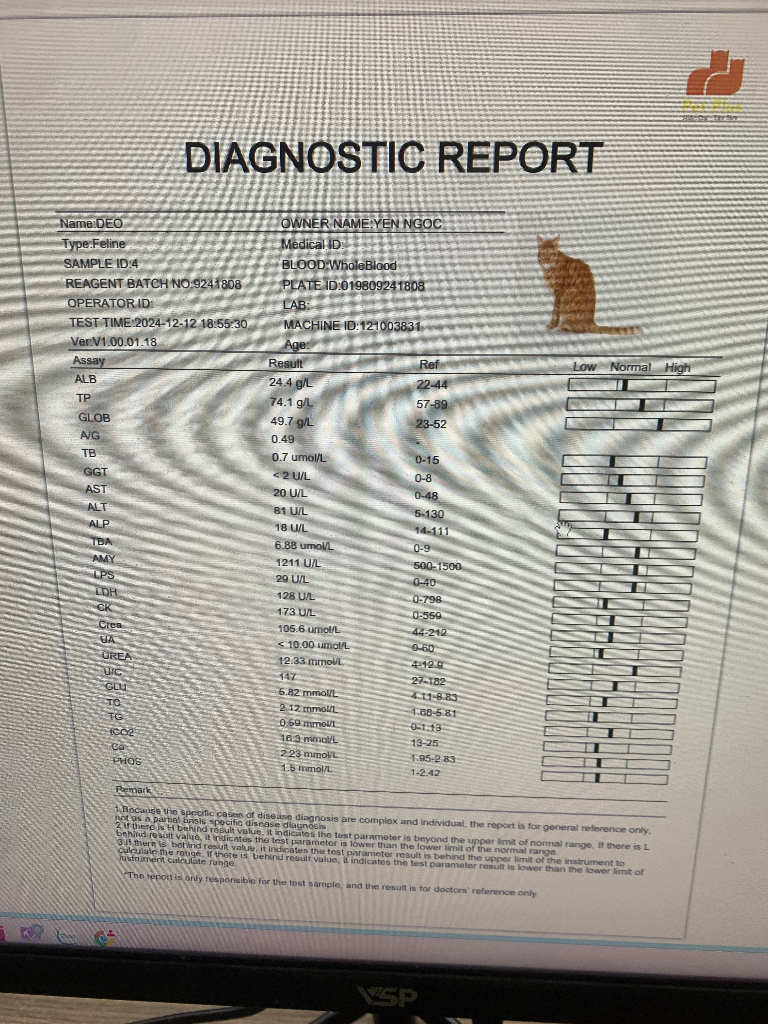 Pet Plus
DIAGNOSTIC REPORT
Name:DEO OWNER NAME:YEN NGOC
Type:Feline Medical ID:
SAMPLE ID:4 BLOOD:WholeBlood
REAGENT BATCH NO:9241808 PLATE ID:019809241808
OPERATOR ID: LAB:
TEST TIME:2024-12-12 18:55:30 MACHINE ID:121003831
Ver:V1.00.01.18 Age:
Assay Result Ref Low Normal High
ALB 24.4 g/L 22-44
TP 74.1 g/L 57-89
GLOB 49.7 g/L 23-52
A/G 0.49 -
TB 0.7 umol/L 0-15
GGT < 2 U/L 0-8
AST 20 U/L 0-48
ALT 81 U/L 5-130
ALP 18 U/L 14-111
TBA 6.88 umol/L 0-9
AMY 1211 U/L 500-1500
LPS 29 U/L 0-40
LDH 128 U/L 0-798
CK 173 U/L 0-559
Crea 105.6 umol/L 44-212
UA < 10.00 umol/L 0-60
UREA 12.33 mmol/L 4-12.9
U/C 117 27-182
GLU 5.82 mmol/L 4.11-8.83
TC 2.12 mmol/L 1.68-5.81
TG 0.59 mmol/L 0-1.13
tCO2 16.3 mmol/L 13-25
Ca 2.23 mmol/L 1.95-2.83
PHOS 1.5 mmol/L 1-2.42
Remark
1.Because the specific cases of disease diagnosis are complex and individual, the report is for general reference only,
not as a partial basis specific disease diagnosis.
2.If there is H behind result value, it indicates the test parameter is beyond the upper limit of normal range. If there is L
behind result value, it indicates the test parameter is lower than the lower limit of the normal range.
3.If there is behind result value, it indicates the test parameter result is behind the upper limit of the instrument to
calculate the range. If there is behind result value, it indicates the test parameter result is lower than the lower limit of
instrument calculate range.
*The report is only responsible for the test sample, and the result is for doctors' reference only
VSP